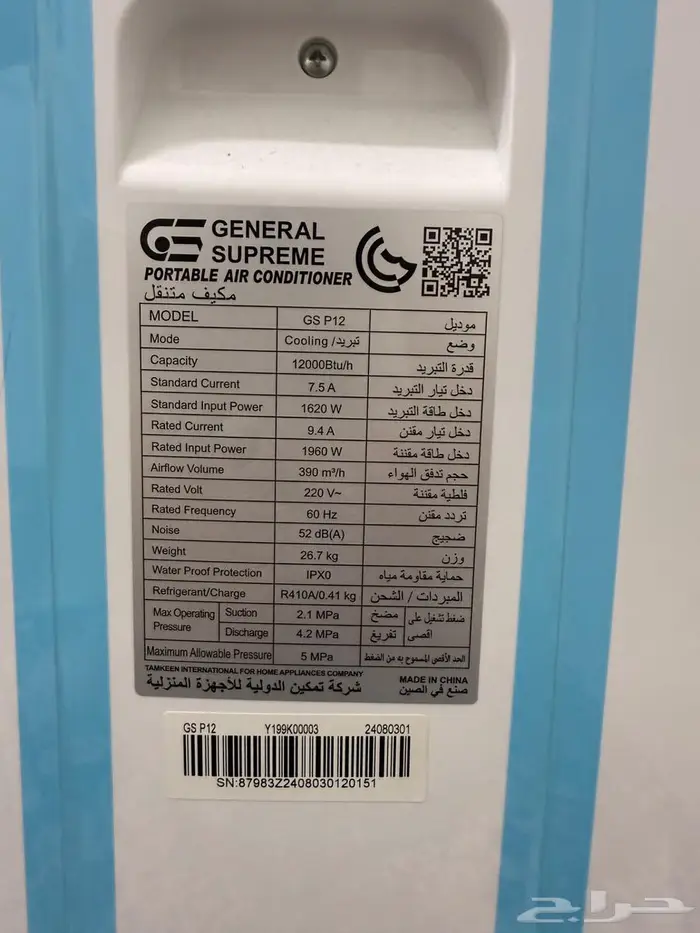 GENERAL
SUPREME
PORTABLE AIR CONDITIONER
مكيف متنقل
MODEL GS P12 موديل
Mode Cooling /تبريد وضع
Capacity 12000Btu/h قدرة التبريد
Standard Current 7.5 A دخل تيار التبريد
Standard Input Power 1620 W دخل طاقة التبريد
Rated Current 9.4 A دخل تيار مقنن
Rated Input Power 1960 W دخل طاقة مقننة
Airflow Volume 390 m³/h حجم تدفق الهواء
Rated Volt 220 V~ فلطية مقننة
Rated Frequency 60 Hz تردد مقنن
Noise 52 dB(A) ضجيج
Weight 26.7 kg وزن
Water Proof Protection IPX0 حماية مقاومة مياه
Refrigerant/Charge R410A/0.41 kg المبردات / الشحن
Max Operating Pressure Suction 2.1 MPa مضخ ضغط تشغيل على
Discharge 4.2 MPa تفريغ اقصى
Maximum Allowable Pressure 5 MPa الحد الأقصى المسموح به من الضغط
TAMKEEN INTERNATIONAL FOR HOME APPLIANCES COMPANY
شركة تمكين الدولية للأجهزة المنزلية
MADE IN CHINA
صنع في الصين
GS P12 Y199K00003 24080301
SN:87983Z2408030120151
حراج